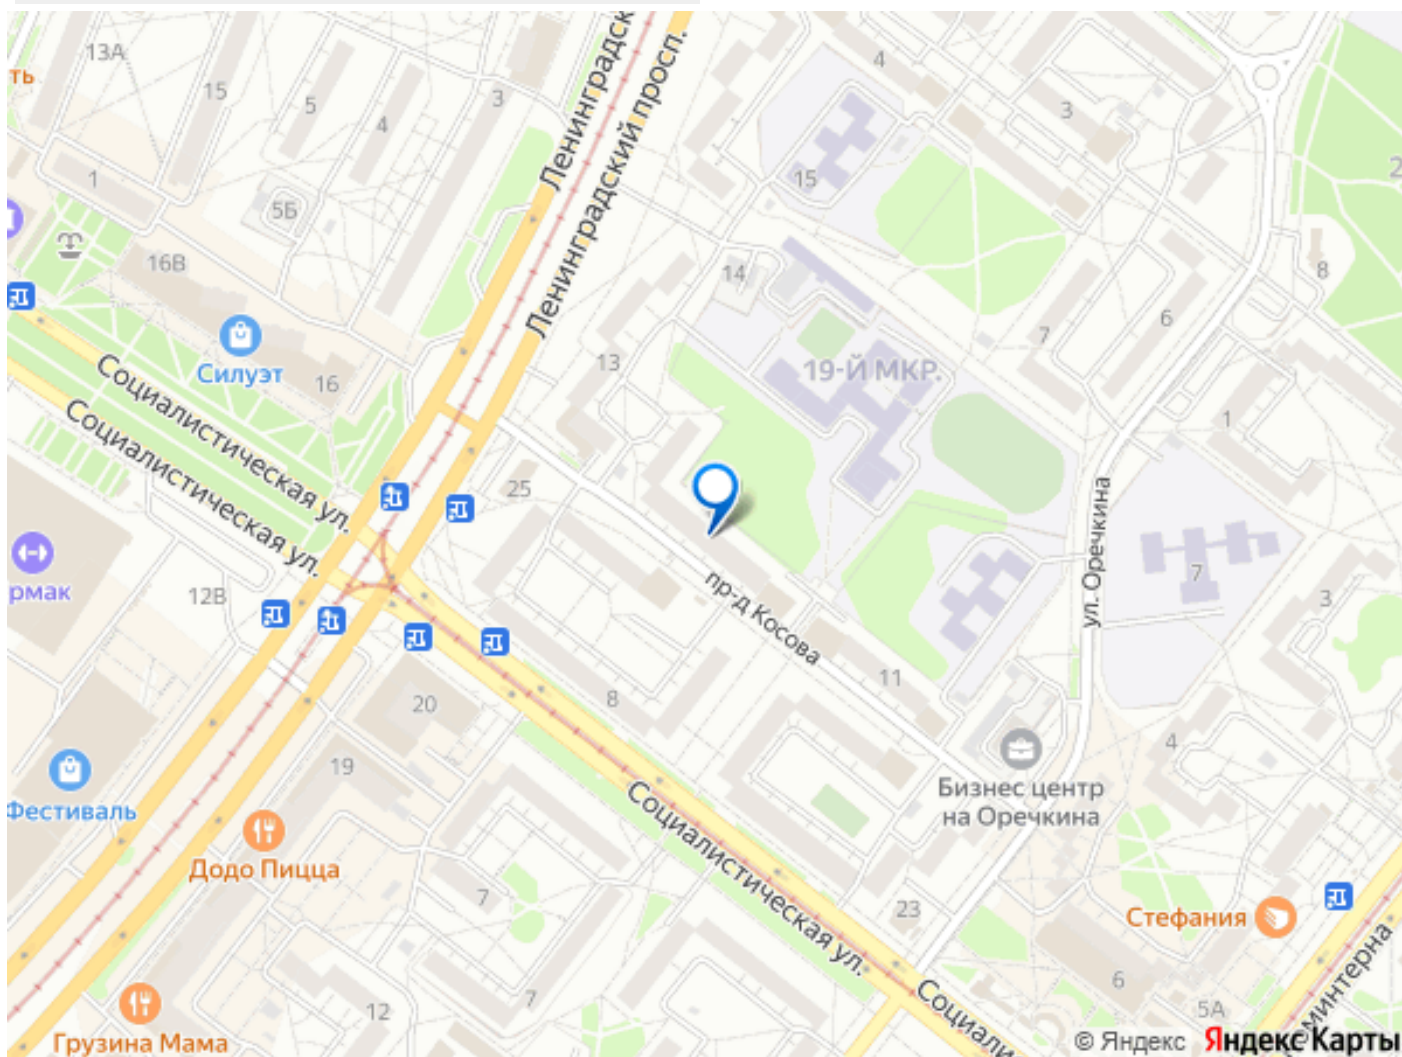 Ленинградск
Ленинградский просп.
13А
15
5
4
3
4
3
ть
1
5Б
16В
15
14
2
8
6
7
Силуэт
16
13
19-Й МКР.
1
Социалистическая ул.
Социалистическая ул.
25
ул. Оречкина
рмак
12В
7
3
пр-д Косова
8
11
20
19
4
Бизнес центр
на Оречкина
Фестиваль
Додо Пицца
Социалистическая ул.
7
23
Стефания
6
5А
7
12
Социали
оминтерна
Грузина Мама
© Яндекс Яндекс Карты